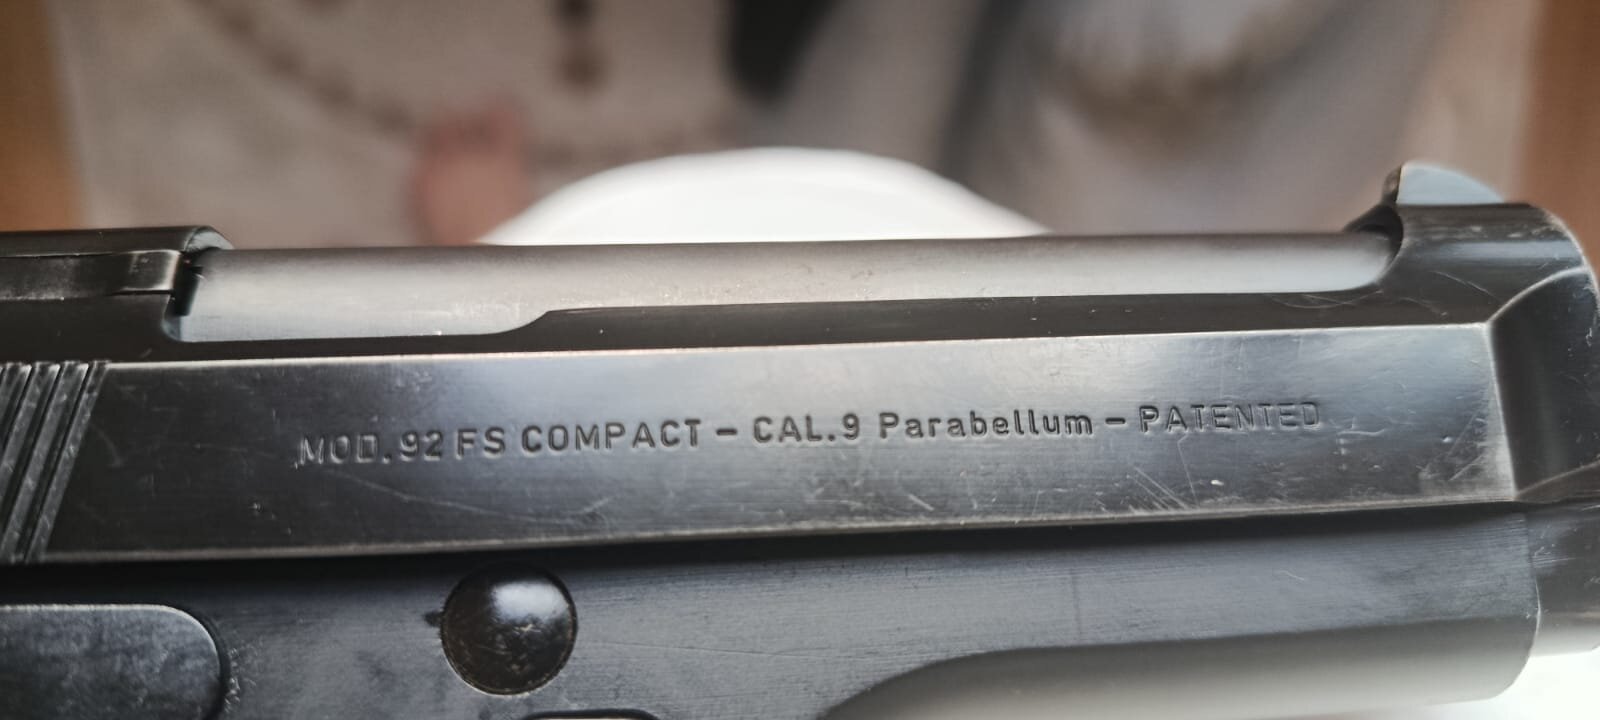 MOD. 92 FS COMPACT – CAL. 9 Parabellum – PATENTED